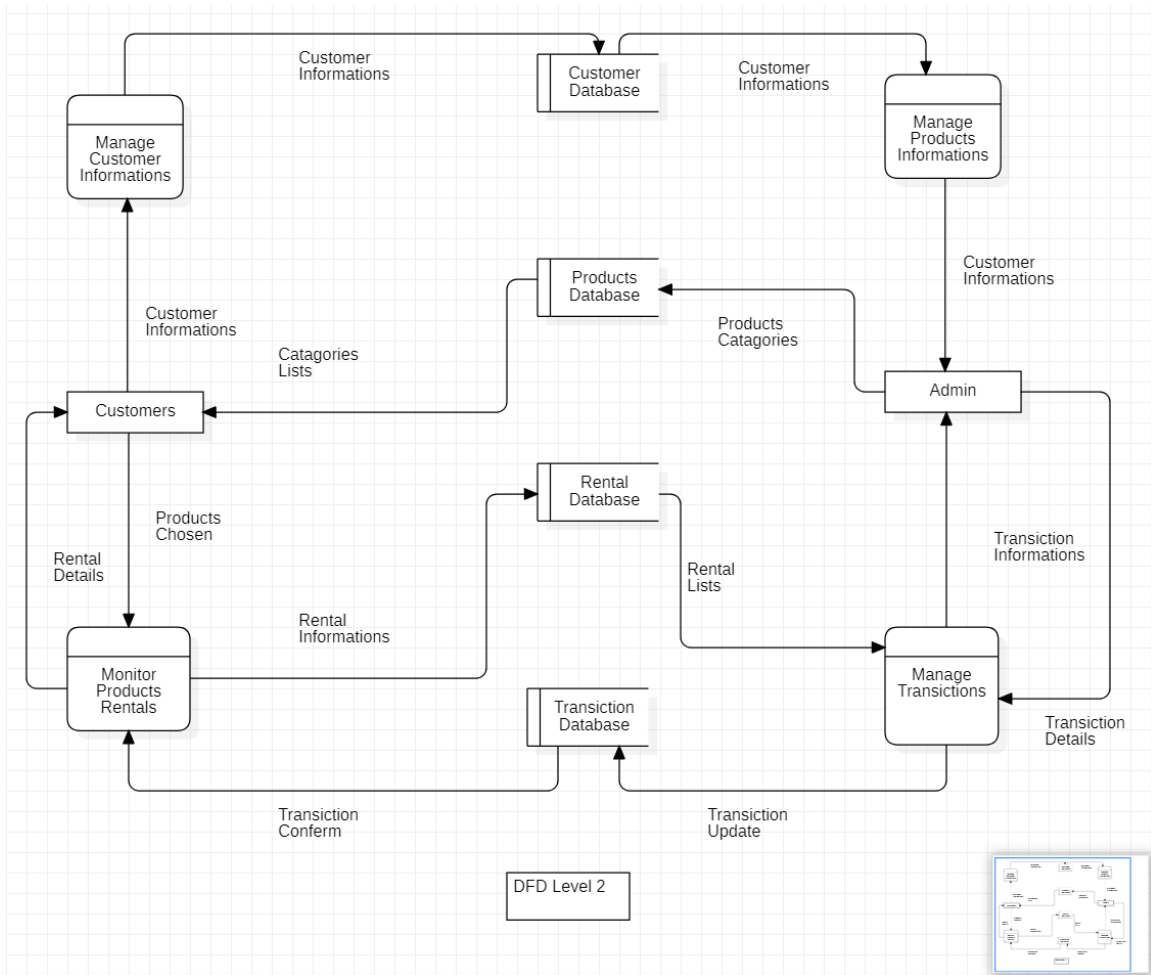 Customer
Informations
Customer
Database
Customer
Informations
Manage
Products
Informations
Manage
Customer
Informations
Customer
Informations
Products
Database
Customer
Informations
Products
Catagories
Catagories
Lists
Customers
Admin
Rental
Database
Products
Chosen
Rental
Details
Transiction
Informations
Rental
Lists
Rental
Informations
Monitor
Products
Rentals
Manage
Transictions
Transiction
Database
Transiction
Details
Transiction
Conferm
Transiction
Update
DFD Level 2